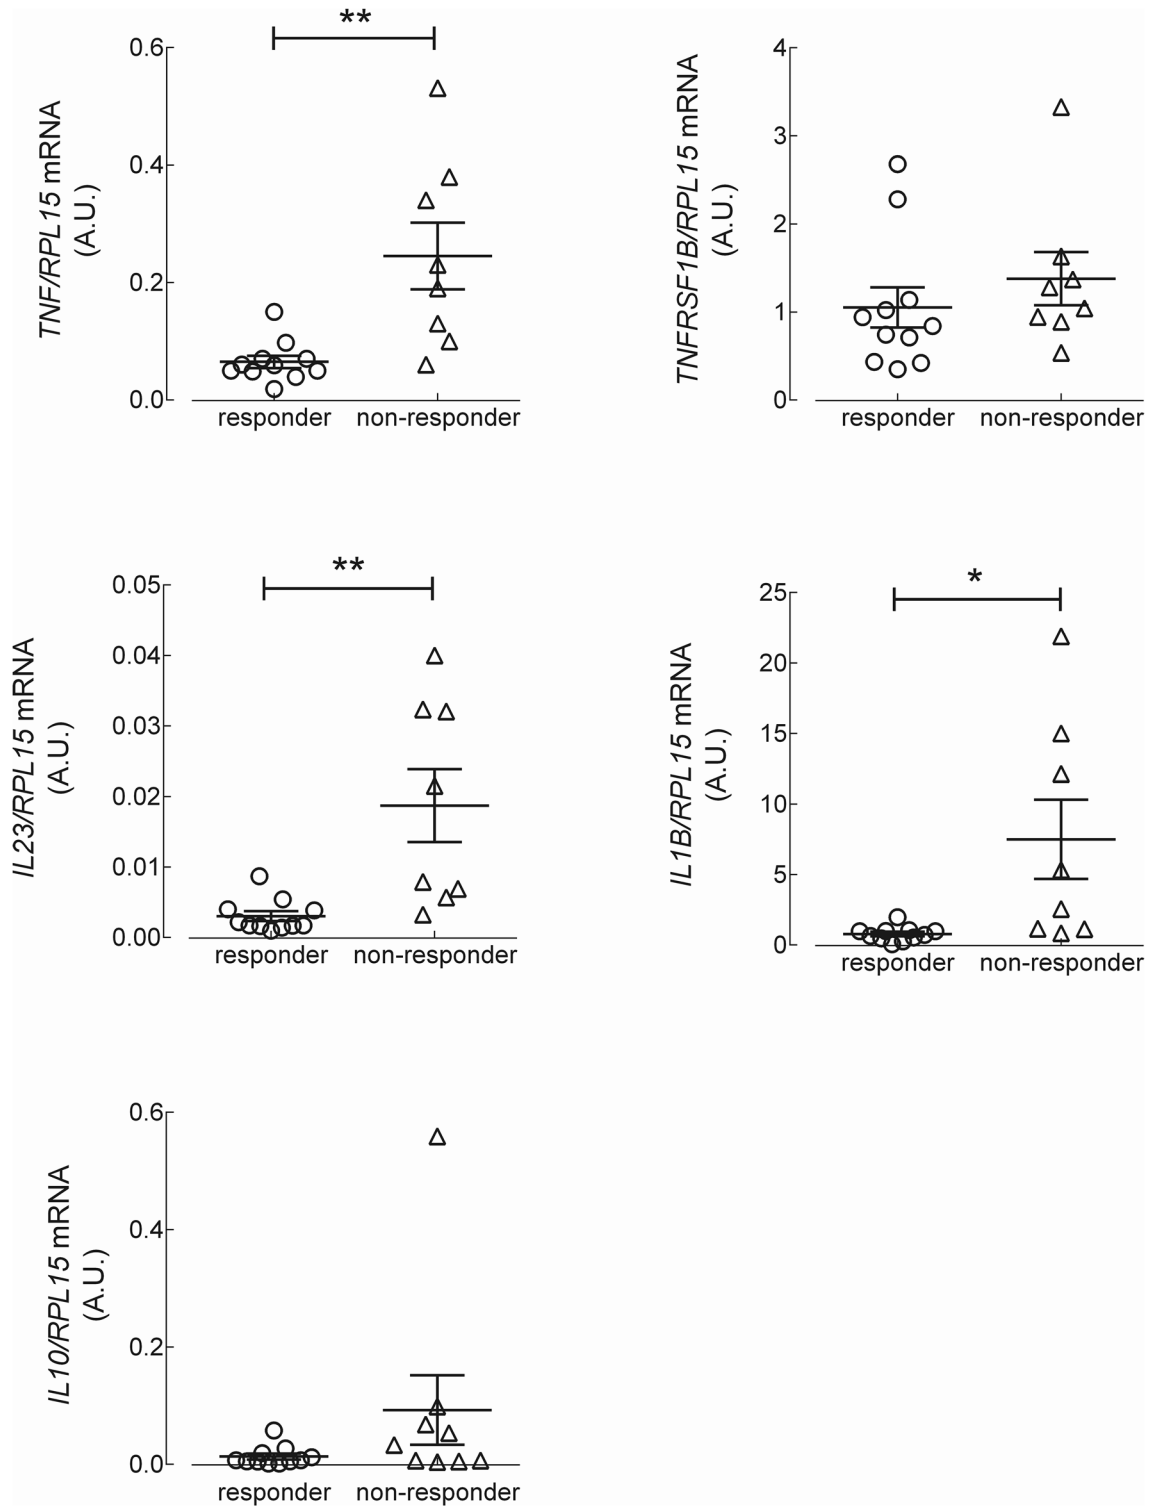 **
TNF/RPL15 mRNA
(A.U.)
0.6
0.4
0.2
0.0
responder non-responder
TNFRSF1B/RPL15 mRNA
(A.U.)
4
3
2
1
0
responder non-responder
**
IL23/RPL15 mRNA
(A.U.)
0.05
0.04
0.03
0.02
0.01
0.00
responder non-responder
*
IL1B/RPL15 mRNA
(A.U.)
25
20
15
10
5
0
responder non-responder
IL10/RPL15 mRNA
(A.U.)
0.6
0.4
0.2
0.0
responder non-responder